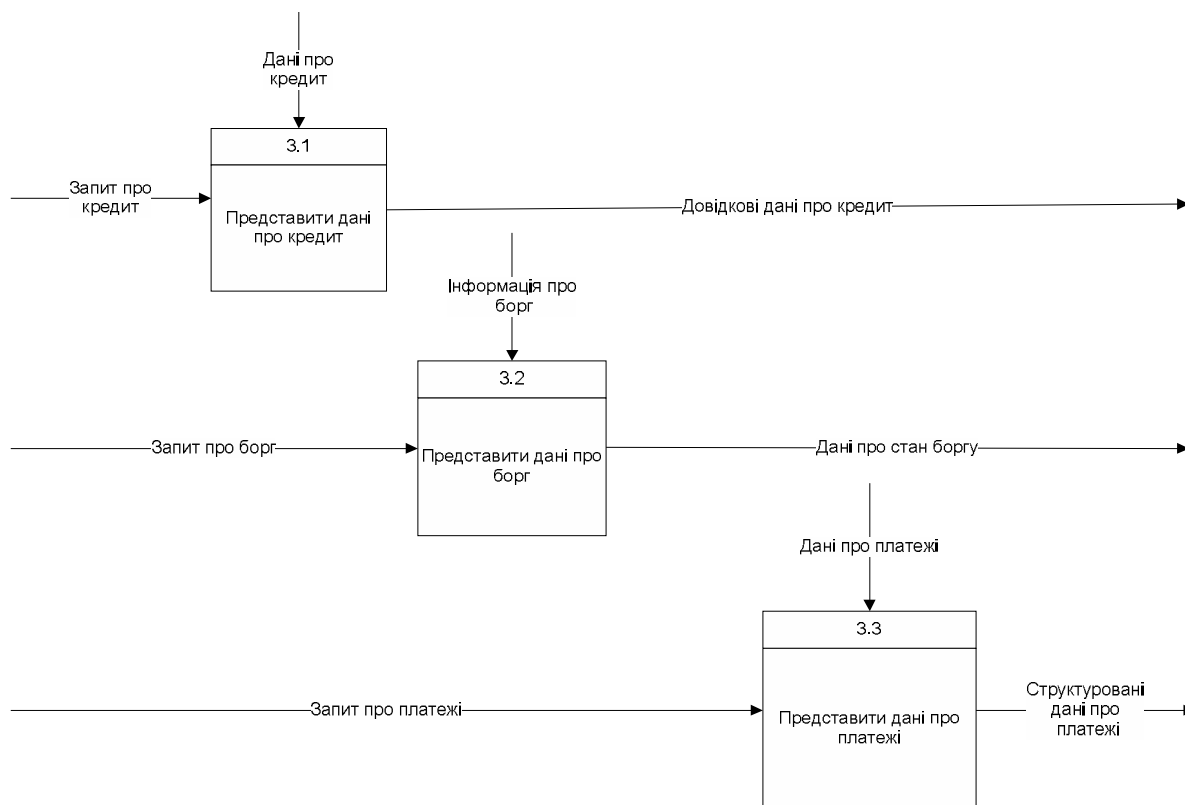 Дані про
кредит
3.1
Запит про
кредит
Представити дані
про кредит
Довідкові дані про кредит
Інформація про
борг
3.2
Запит про борг
Представити дані про
борг
Дані про стан боргу
Дані про платежі
3.3
Запит про платежі
Представити дані про
платежі
Структуровані
дані про
платежі